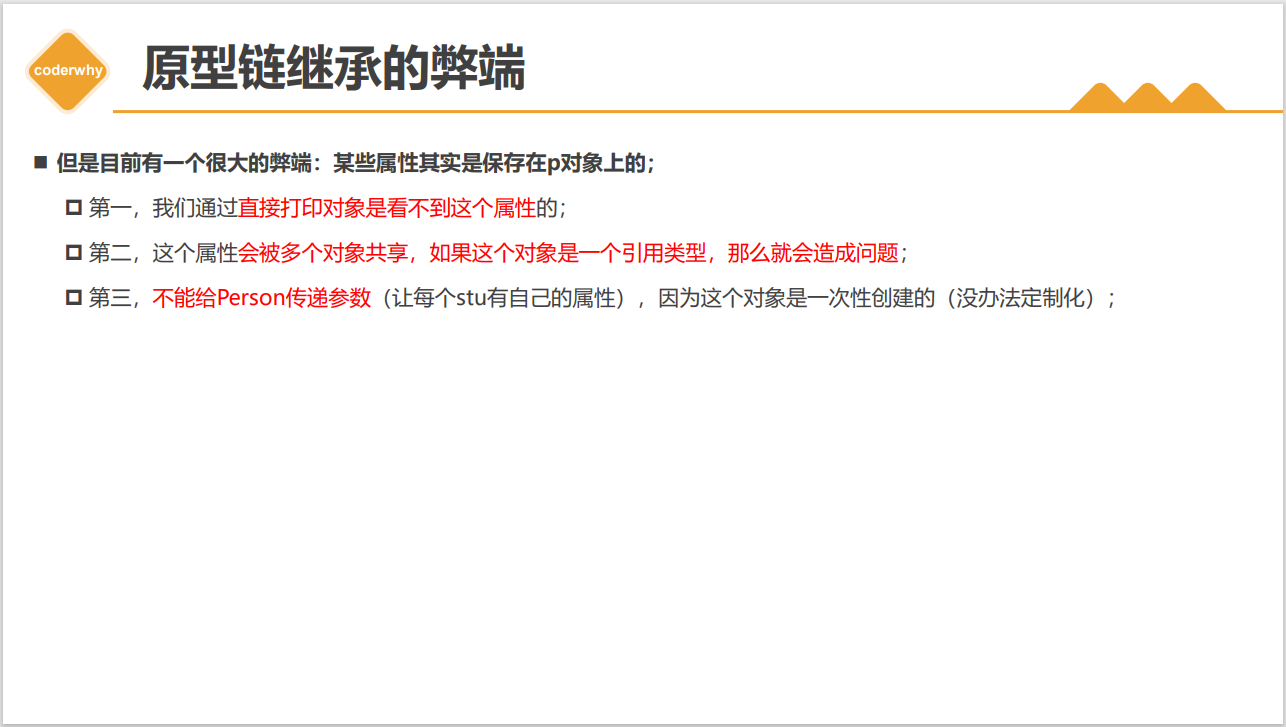 coderwhy
原型链继承的弊端
但是目前有一个很大的弊端：某些属性其实是保存在p对象上的；
第一，我们通过直接打印对象是看不到这个属性的；
第二，这个属性会被多个对象共享，如果这个对象是一个引用类型，那么就会造成问题；
第三，不能给Person传递参数（让每个stu有自己的属性），因为这个对象是一次性创建的（没办法定制化）；